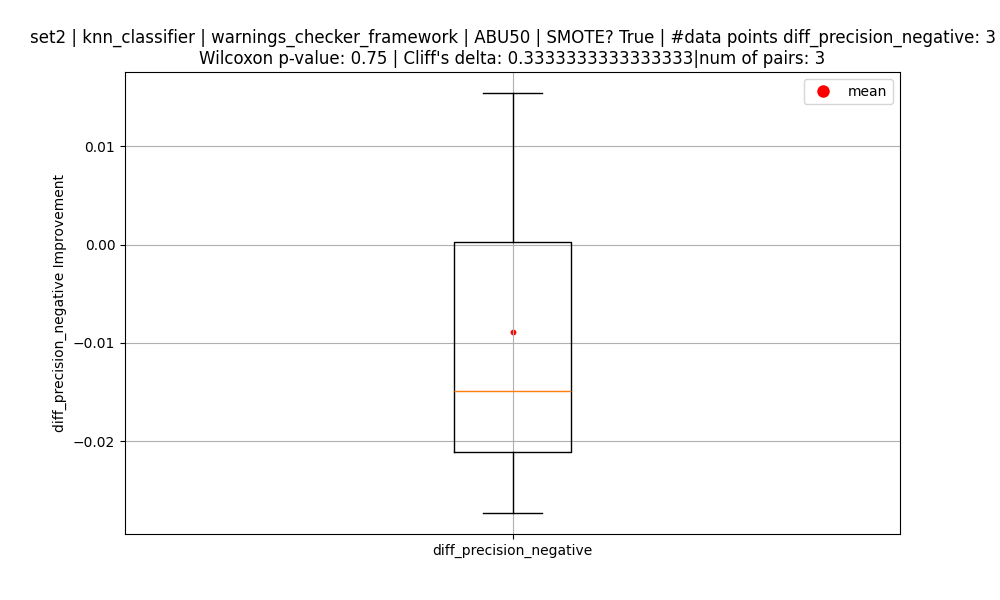 set2 | knn_classifier | warnings_checker_framework | ABU50 | SMOTE? True | #data points diff_precision_negative: 3
Wilcoxon p-value: 0.75 | Cliff's delta: 0.3333333333333333|num of pairs: 3
mean
0.01
0.00
−0.01
−0.02
diff_precision_negative Improvement
diff_precision_negative